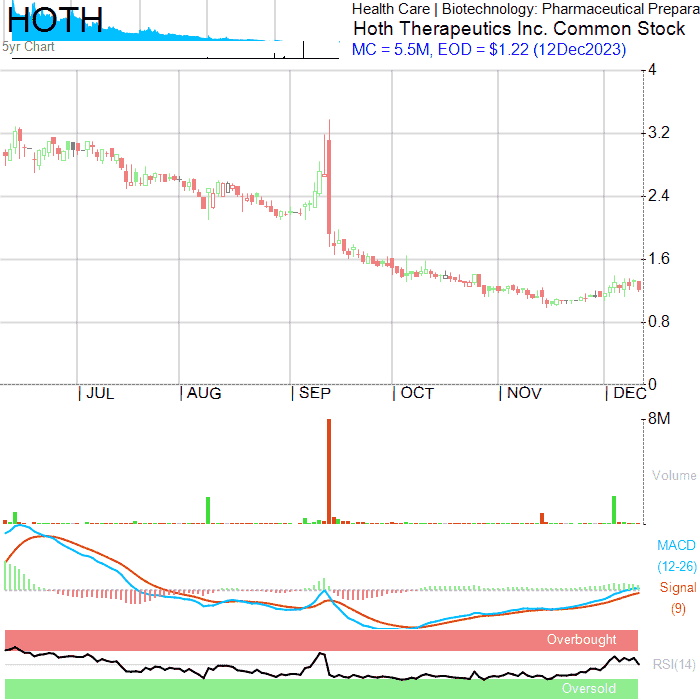 HOTH
Health Care | Biotechnology: Pharmaceutical Prepara
Hoth Therapeutics Inc. Common Stock
5yr Chart
MC = 5.5M, EOD = $1.22 (12Dec2023)
4
3.2
2.4
1.6
0.8
0
| JUL | AUG | SEP | OCT | NOV | DEC
8M
Volume
MACD
(12-26)
Signal
(9)
Overbought
RSI(14)
Oversold